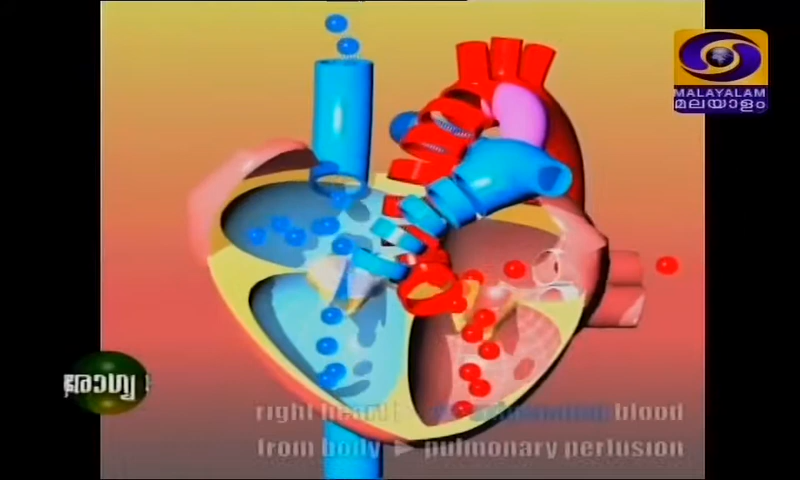 MALAYALAM
മലയാളം
രോഗ്യ
right heart blood
from body ▶ pulmonary perfusion